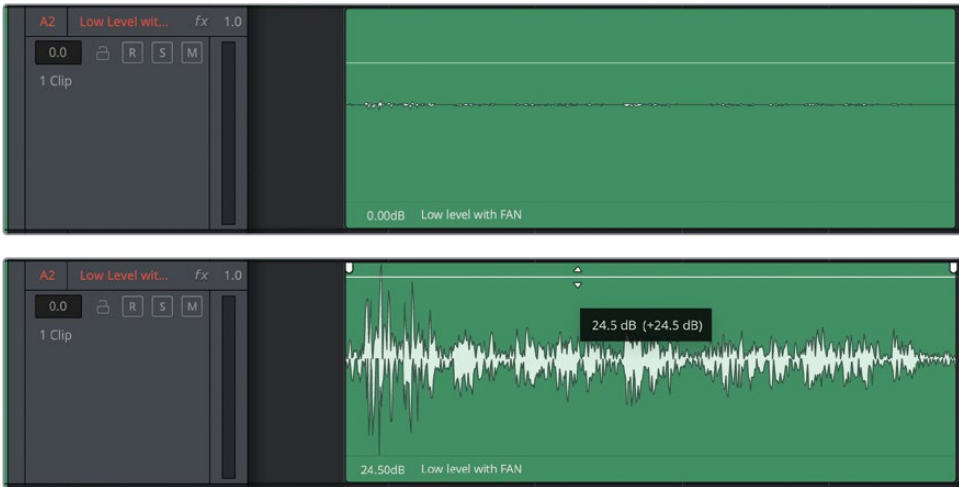 A2 Low Level wit... fx 1.0
0.0 R S M
1 Clip
0.00dB Low level with FAN
A2 Low Level wit... fx 1.0
0.0 R S M
1 Clip
24.5 dB (+24.5 dB)
24.50dB Low level with FAN